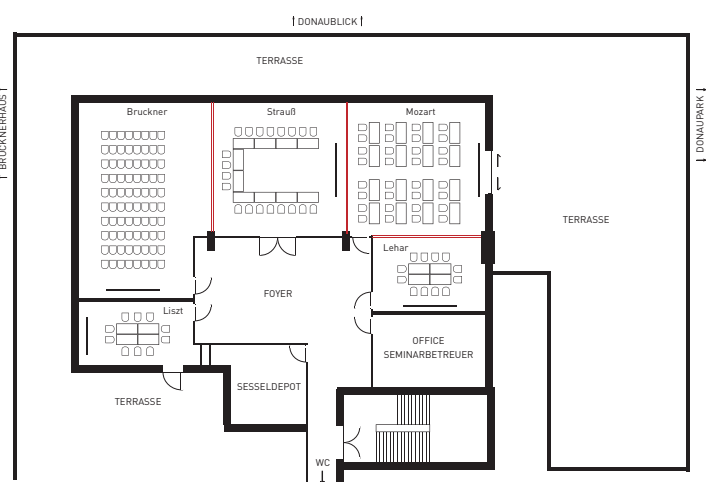 DONAUBLICK
TERRASSE
BRUCKNERHAUS
DONAUPARK
Bruckner
Strauß
Mozart
TERRASSE
Lehar
FOYER
Liszt
OFFICE
SEMINARBETREUER
SESSELDEPOT
TERRASSE
WC